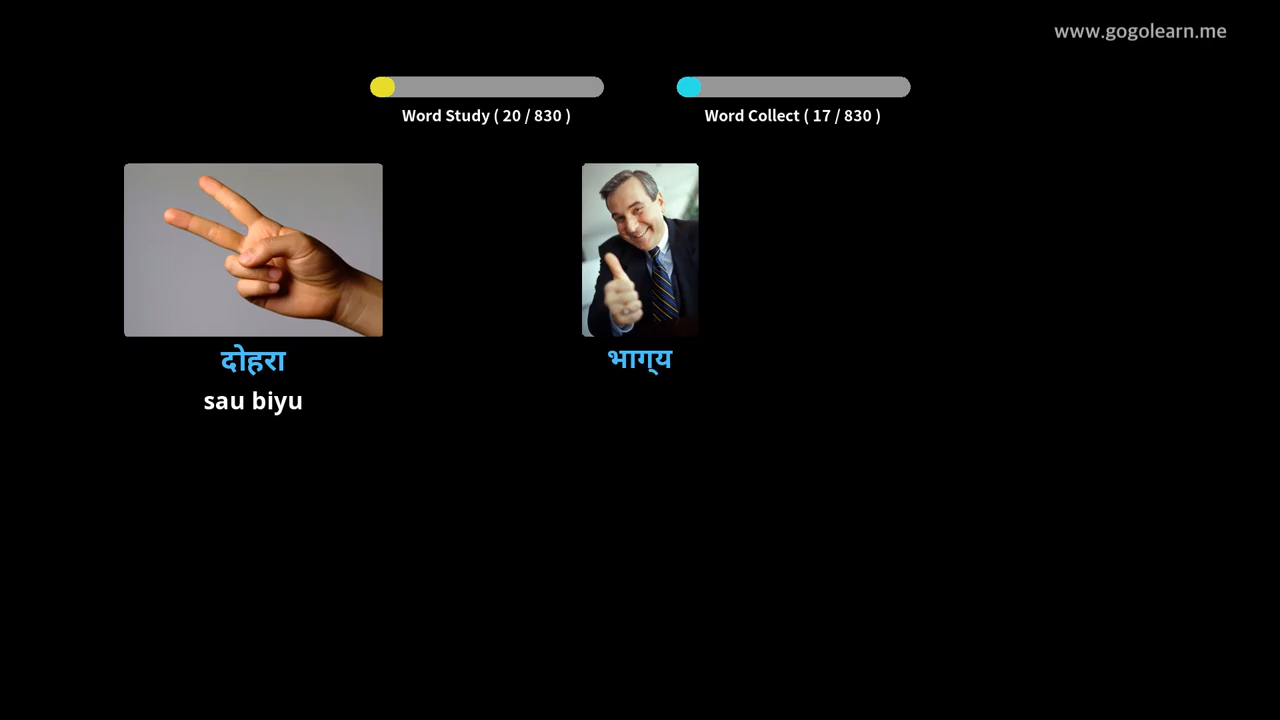 www.gogolearn.me
Word Study ( 20 / 830 )
Word Collect ( 17 / 830 )
दोहरा
sau biyu
भाग्य